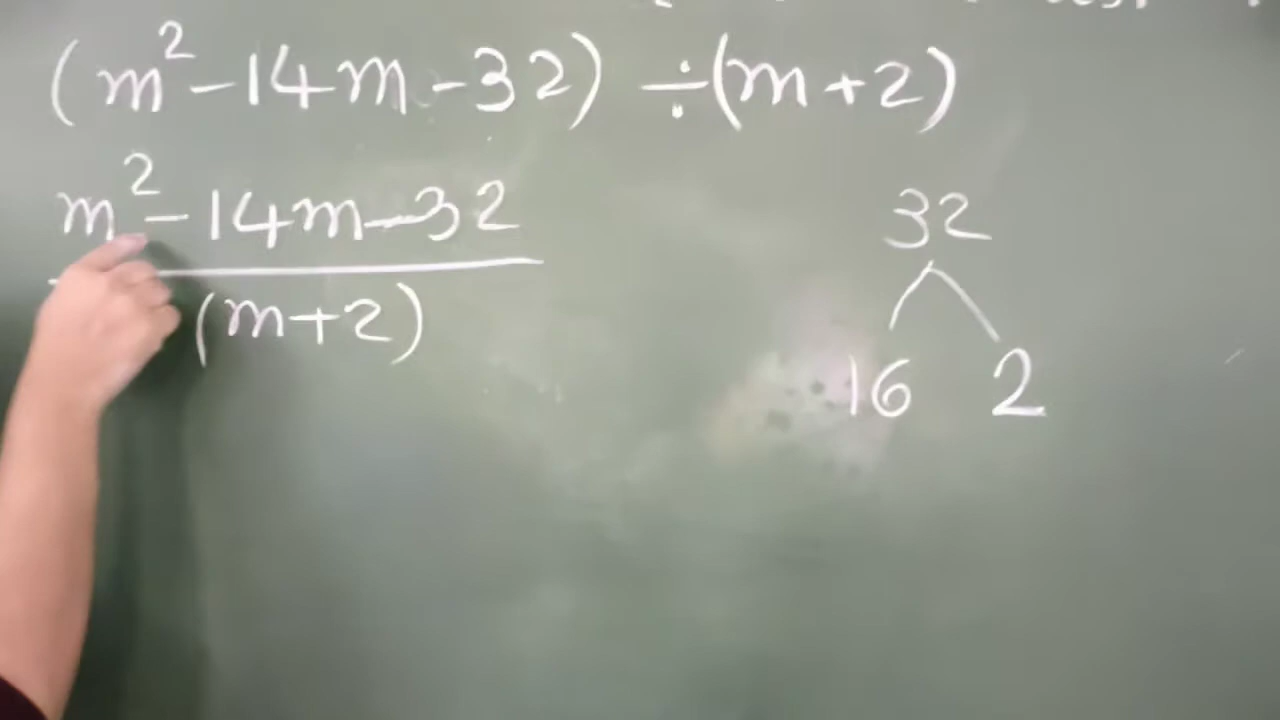 (m² - 14m - 32) ÷ (m + 2)
m² - 14m - 32
(m + 2)
32
16 2